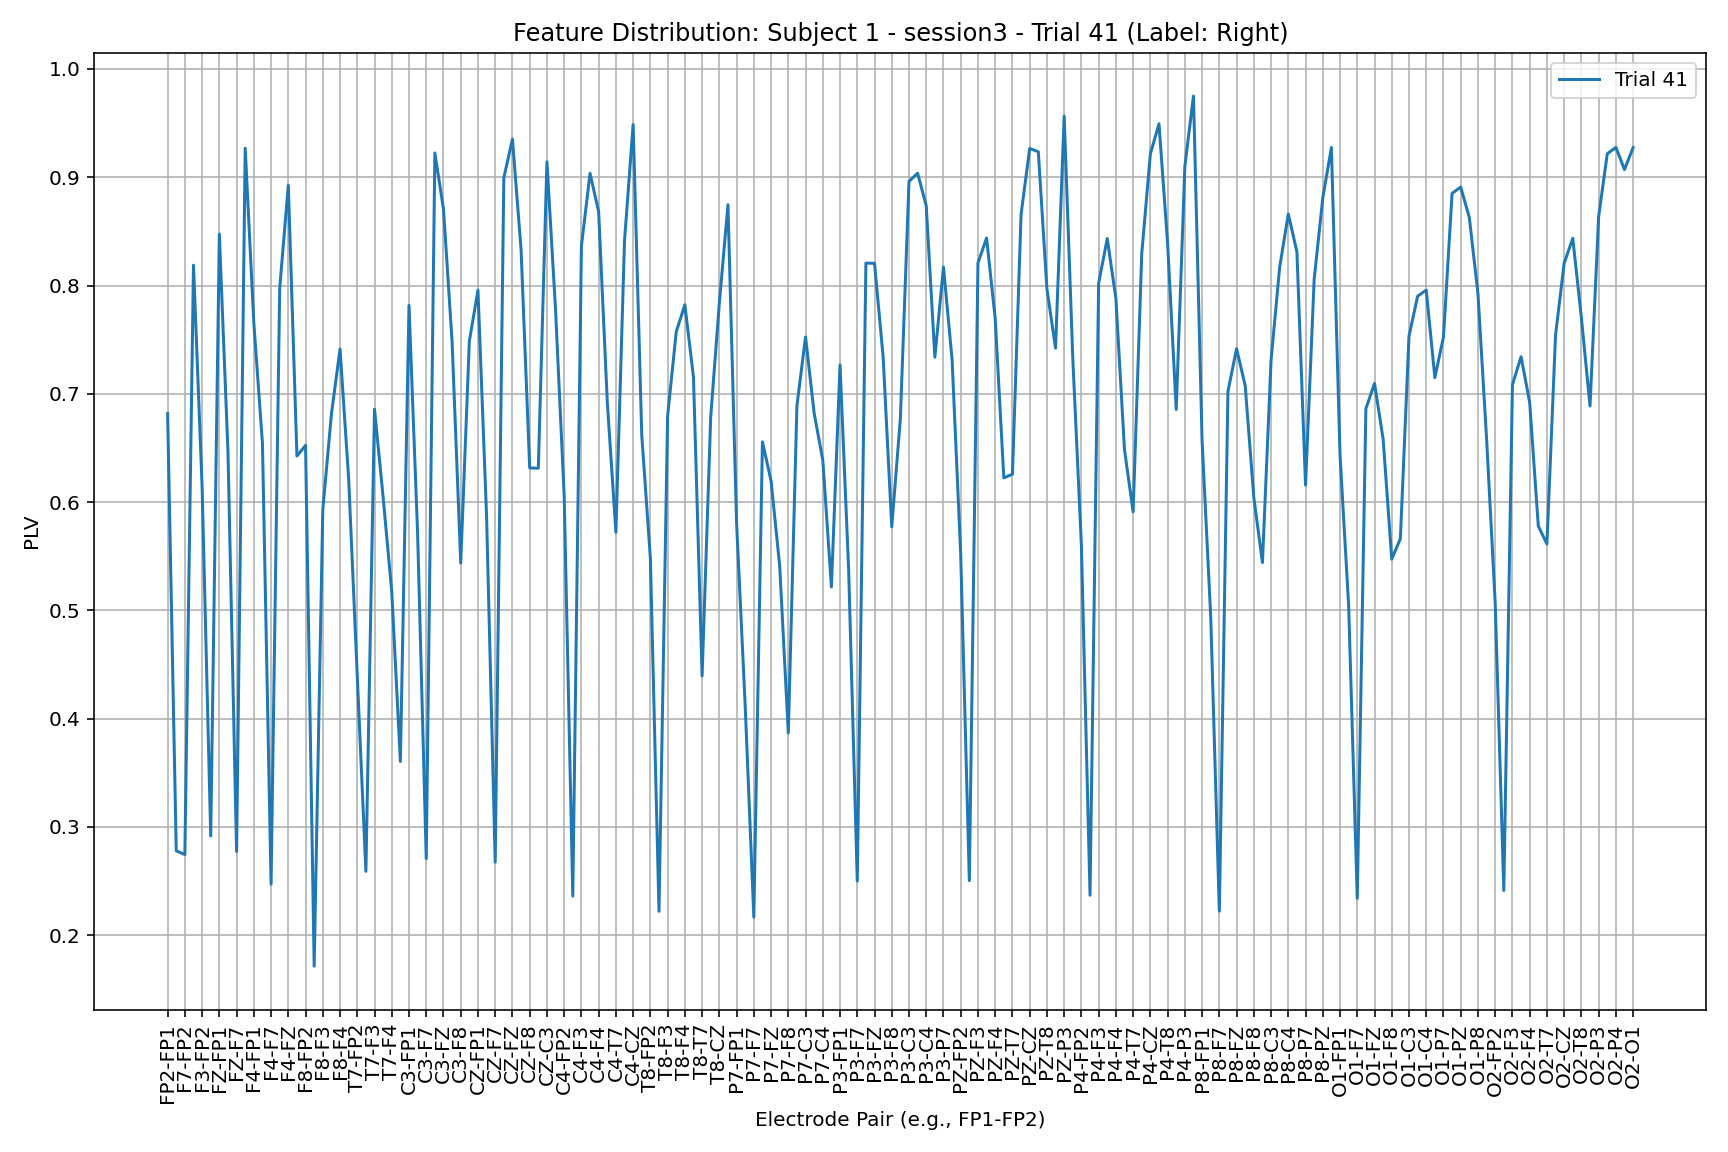 Feature Distribution: Subject 1 - session3 - Trial 41 (Label: Right)
Trial 41
PLV
1.0
0.9
0.8
0.7
0.6
0.5
0.4
0.3
0.2
FP2-FP1
F7-FP2
F3-FP2
FZ-FP1
FZ-F7
F4-FP1
F4-F7
F4-FZ
F8-FP2
F8-F3
F8-F4
T7-FP2
T7-F3
T7-F4
C3-FP1
C3-F7
C3-FZ
C3-F8
CZ-FP1
CZ-F7
CZ-FZ
CZ-F8
CZ-C3
C4-FP2
C4-F3
C4-F4
C4-T7
C4-CZ
T8-FP2
T8-F3
T8-F4
T8-T7
T8-CZ
P7-FP1
P7-F7
P7-FZ
P7-F8
P7-C3
P7-C4
P3-FP1
P3-F7
P3-FZ
P3-F8
P3-C3
P3-C4
P3-P7
PZ-FP2
PZ-F3
PZ-F4
PZ-T7
PZ-CZ
PZ-T8
PZ-P3
P4-FP2
P4-F3
P4-F4
P4-T7
P4-CZ
P4-T8
P4-P3
P8-FP1
P8-F7
P8-FZ
P8-F8
P8-C3
P8-C4
P8-P7
P8-PZ
O1-FP1
O1-F7
O1-FZ
O1-F8
O1-C3
O1-C4
O1-P7
O1-PZ
O1-P8
O2-FP2
O2-F3
O2-F4
O2-T7
O2-CZ
O2-T8
O2-P3
O2-P4
O2-O1
Electrode Pair (e.g., FP1-FP2)